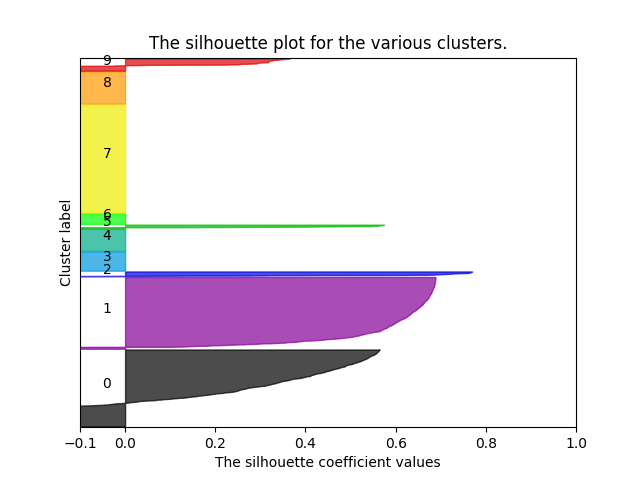 The silhouette plot for the various clusters.
9
8
7
6
5
4
3
2
1
0
Cluster label
−0.1 0.0 0.2 0.4 0.6 0.8 1.0
The silhouette coefficient values